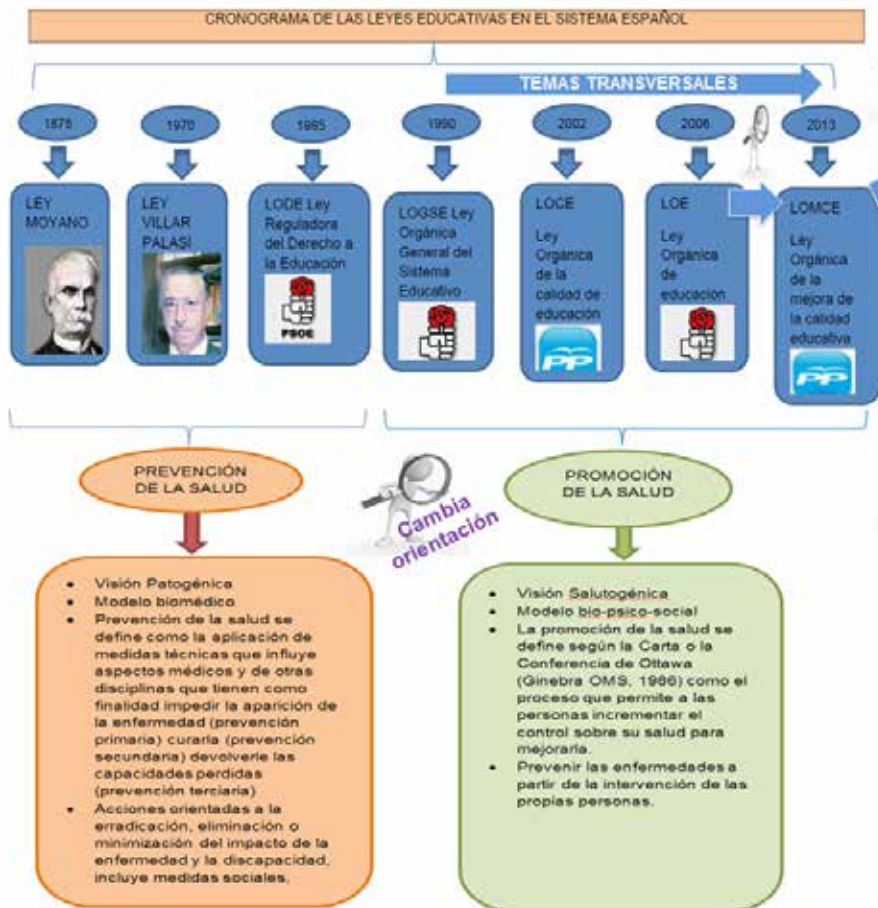 CRONOGRAMA DE LAS LEYES EDUCATIVAS EN EL SISTEMA ESPAÑOL
TEMAS TRANSVERSALES
1970
1990
2002
2006
2013
LEY
MOYANO
LEY
VILLAR
PALASÍ
LODE Ley
Reguladora
del Derecho a
la Educación
PSOE
LOGSE Ley
Orgánica
General del
Sistema
Educativo
LOCE
Ley
Orgánica
de la
calidad de
educación
PP
LOE
Ley
Orgánica
de
educación
LOMCE
Ley
Orgánica
de la
mejora de
la calidad
educativa
PP
PREVENCIÓN
DE LA SALUD
Cambia
orientación
PROMOCIÓN
DE LA SALUD
• Visión Patogénica
• Modelo biomédico
• Prevención de la salud se
define como la aplicación de
medidas técnicas que influye
aspectos médicos y de otras
disciplinas que tienen como
finalidad impedir la aparición de
la enfermedad (prevención
primaria) curarla (prevención
secundaria) devolverle las
capacidades perdidas
(prevención terciaria)
• Acciones orientadas a la
erradicación, eliminación o
minimización del impacto de la
enfermedad y la discapacidad,
incluye medidas sociales.
• Visión Salutogénica
• Modelo bio-psico-social
• La promoción de la salud se
define según la Carta o la
Conferencia de Ottawa
(Ginebra OMS, 1986) como el
proceso que permite a las
personas incrementar el
control sobre su salud para
mejorarla.
• Prevenir las enfermedades a
partir de la intervención de las
propias personas.